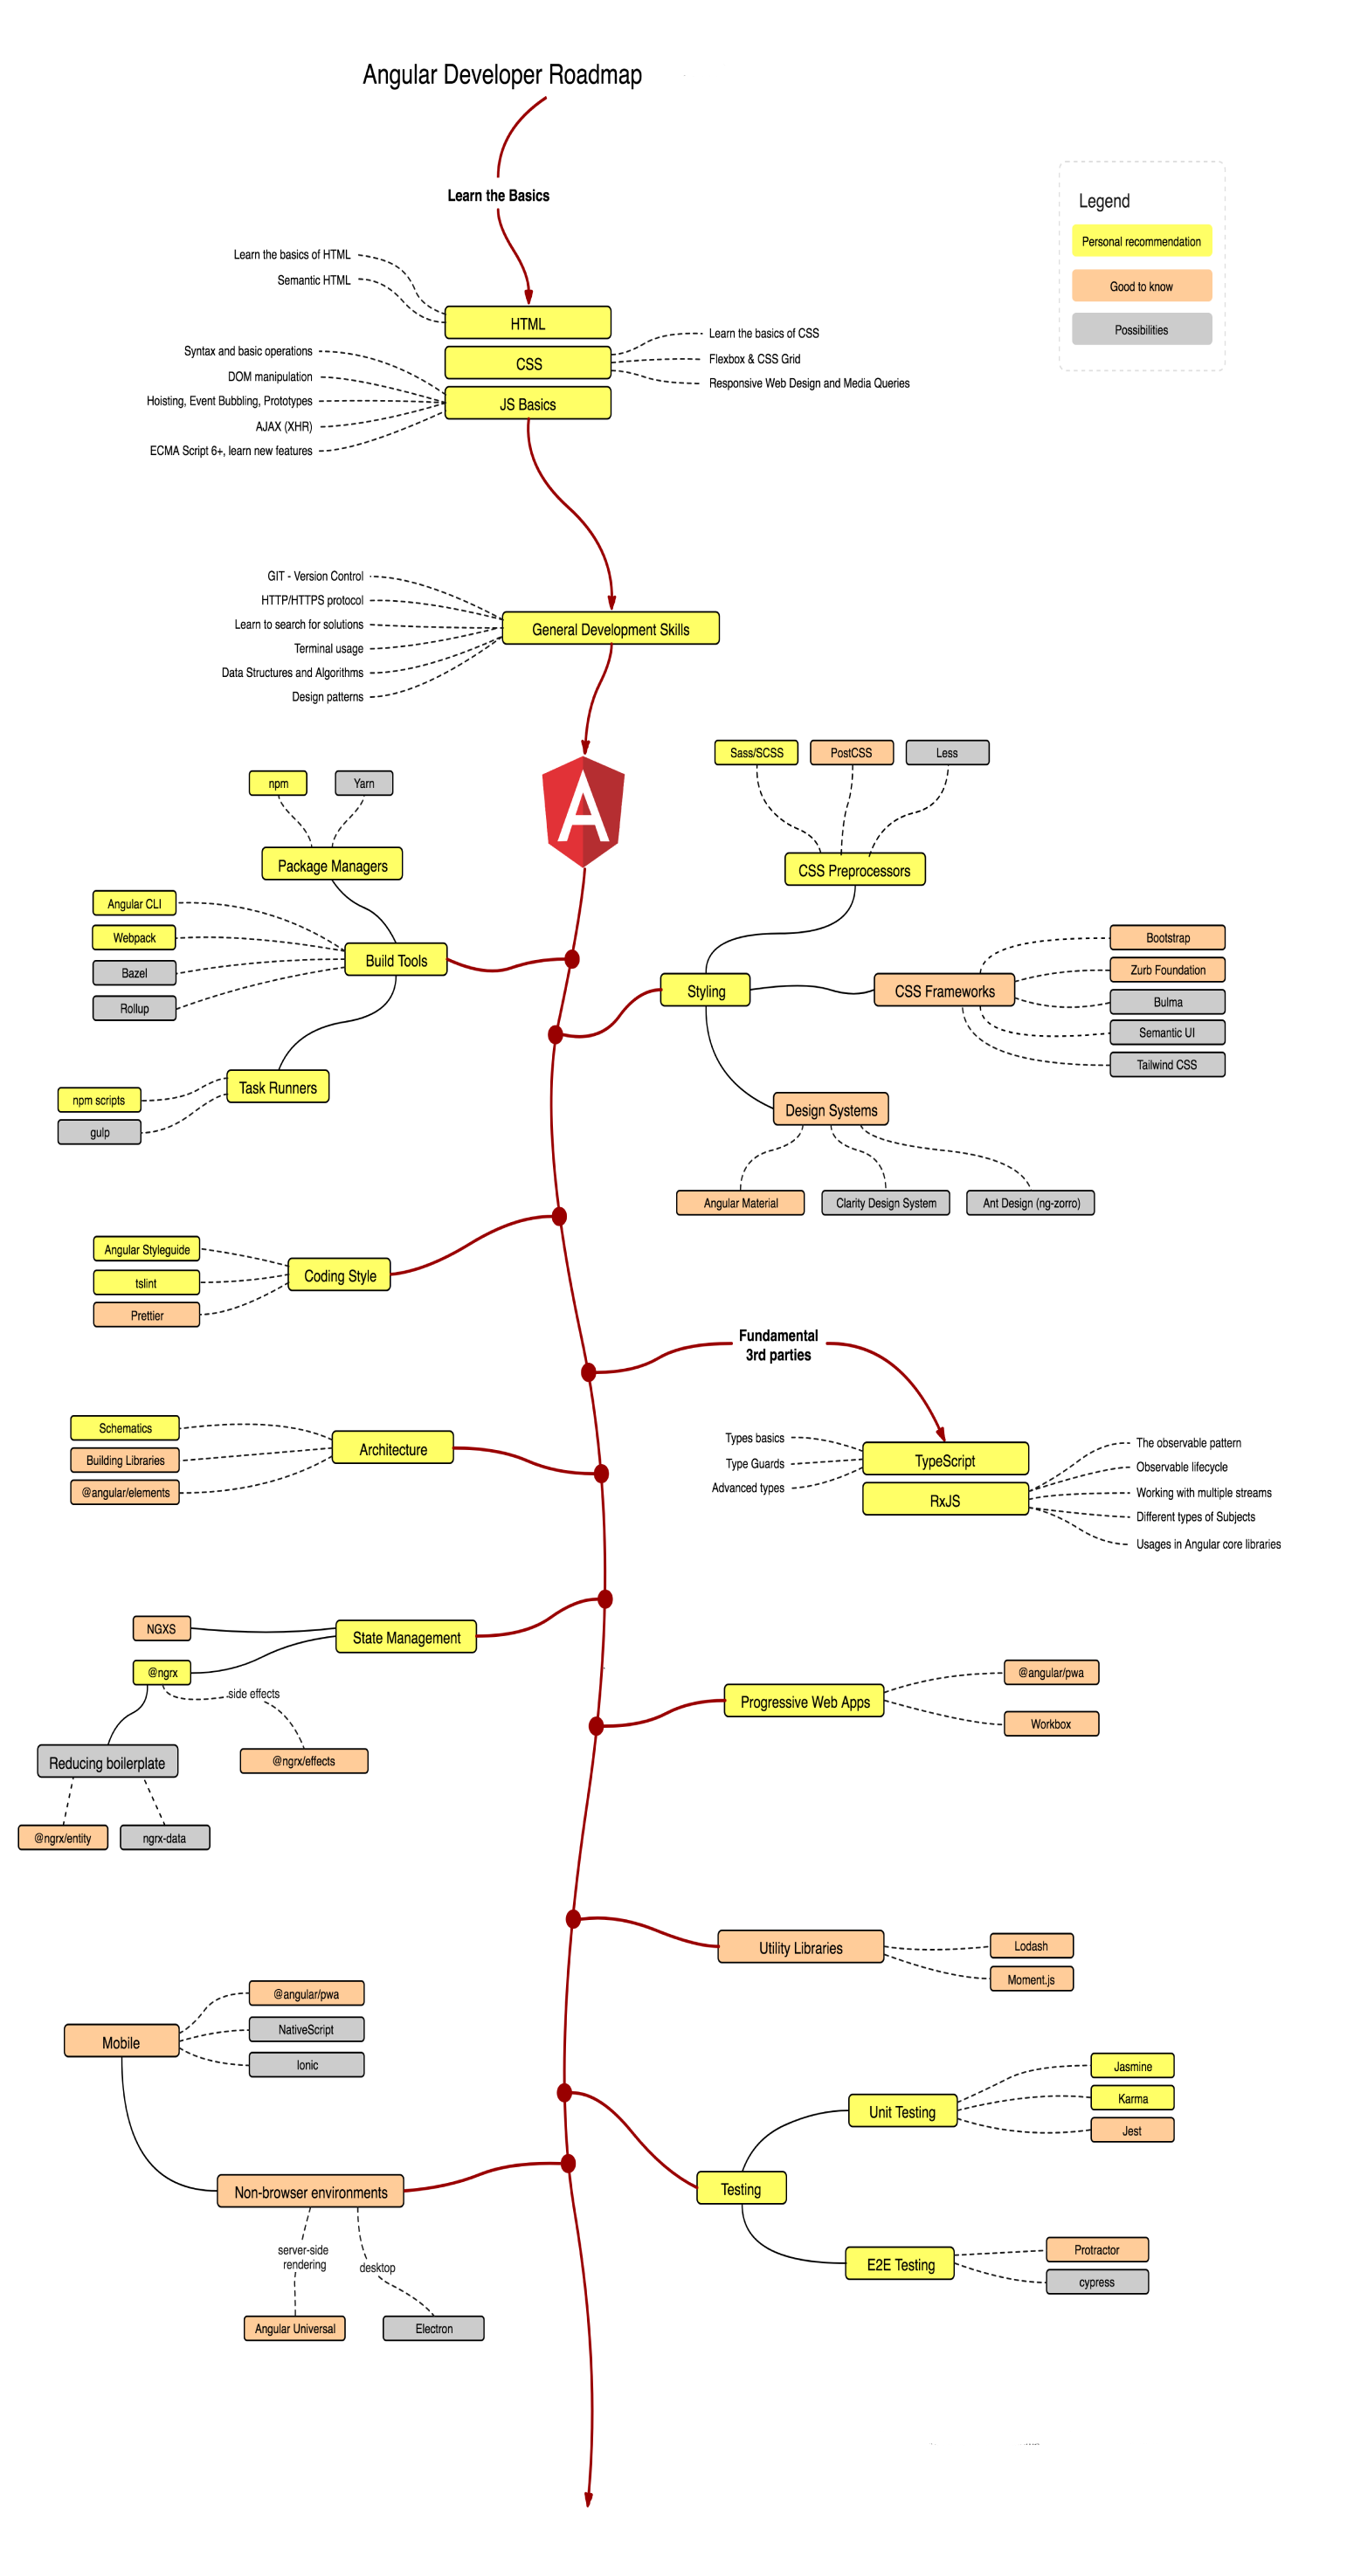 Angular Developer Roadmap
Learn the Basics
Legend
Personal recommendation
Good to know
Possibilities
Learn the basics of HTML
Semantic HTML
HTML
CSS
JS Basics
Learn the basics of CSS
Flexbox & CSS Grid
Responsive Web Design and Media Queries
Syntax and basic operations
DOM manipulation
Hoisting, Event Bubbling, Prototypes
AJAX (XHR)
ECMA Script 6+, learn new features
GIT - Version Control
HTTP/HTTPS protocol
Learn to search for solutions
Terminal usage
Data Structures and Algorithms
Design patterns
General Development Skills
A
npm
Yarn
Package Managers
Angular CLI
Webpack
Bazel
Rollup
Build Tools
Task Runners
npm scripts
gulp
Sass/SCSS
PostCSS
Less
CSS Preprocessors
Styling
CSS Frameworks
Bootstrap
Zurb Foundation
Bulma
Semantic UI
Tailwind CSS
Design Systems
Angular Material
Clarity Design System
Ant Design (ng-zorro)
Angular Styleguide
tslint
Prettier
Coding Style
Fundamental
3rd parties
Types basics
Type Guards
Advanced types
TypeScript
RxJS
The observable pattern
Observable lifecycle
Working with multiple streams
Different types of Subjects
Usages in Angular core libraries
Schematics
Building Libraries
@angular/elements
Architecture
NGXS
@ngrx
State Management
side effects
@ngrx/effects
Reducing boilerplate
@ngrx/entity
ngrx-data
Progressive Web Apps
@angular/pwa
Workbox
Utility Libraries
Lodash
Moment.js
Mobile
@angular/pwa
NativeScript
Ionic
Non-browser environments
server-side
rendering
desktop
Angular Universal
Electron
Testing
Unit Testing
Jasmine
Karma
Jest
E2E Testing
Protractor
cypress